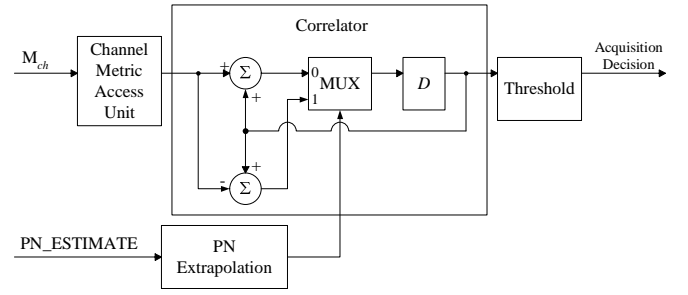 Correlator
M_ch
Channel
Metric
Access
Unit
+
Σ
+
0
MUX
1
D
Threshold
Acquisition
Decision
+
-
Σ
PN_ESTIMATE
PN
Extrapolation